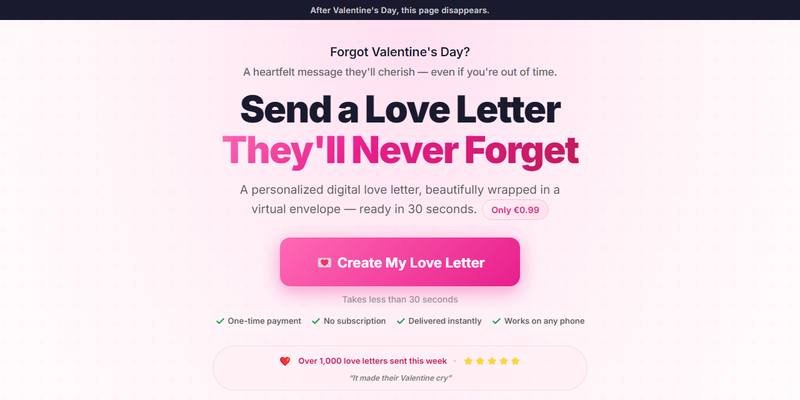 After Valentine's Day, this page disappears.
Forgot Valentine's Day?
A heartfelt message they'll cherish — even if you're out of time.
Send a Love Letter
They'll Never Forget
A personalized digital love letter, beautifully wrapped in a
virtual envelope — ready in 30 seconds. Only €0.99
Create My Love Letter
Takes less than 30 seconds
One-time payment No subscription Delivered instantly Works on any phone
Over 1,000 love letters sent this week
"It made their Valentine cry"